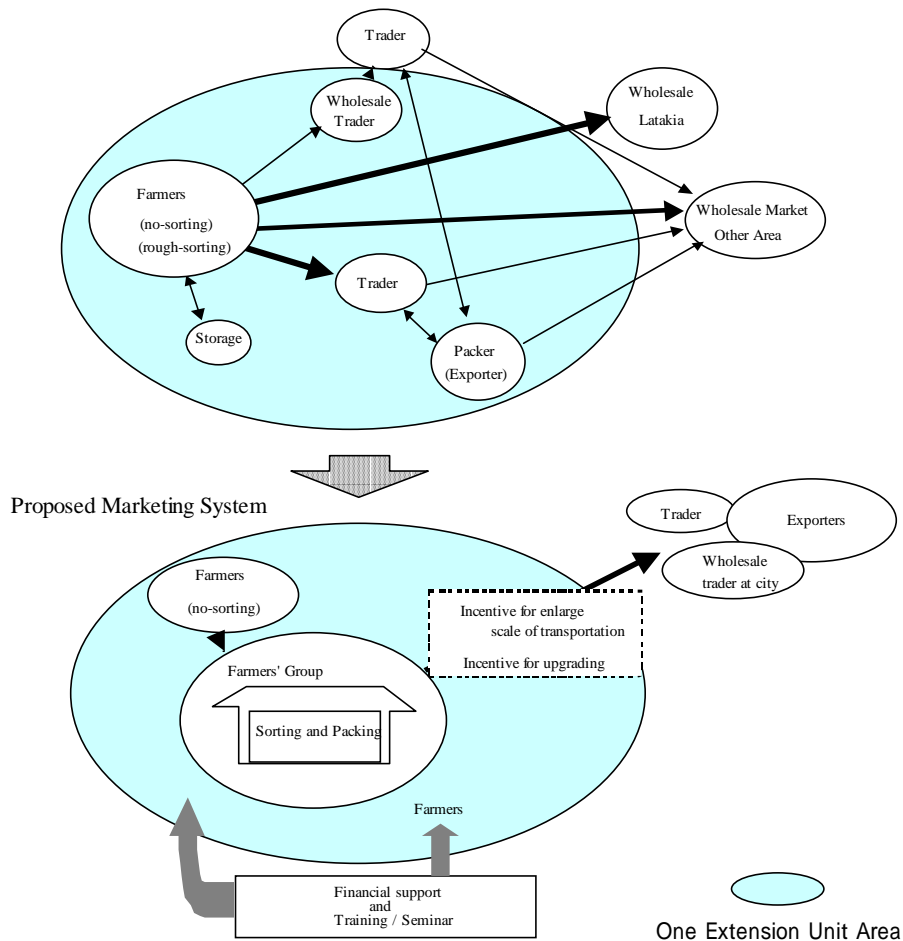 Trader
Wholesale
Trader
Wholesale
Latakia
Farmers
(no-sorting)
(rough-sorting)
Wholesale Market
Other Area
Trader
Storage
Packer
(Exporter)
Proposed Marketing System
Trader
Exporters
Wholesale
trader at city
Farmers
(no-sorting)
Incentive for enlarge
scale of transportation
Incentive for upgrading
Farmers' Group
Sorting and Packing
Farmers
Financial support
and
Training / Seminar
One Extension Unit Area